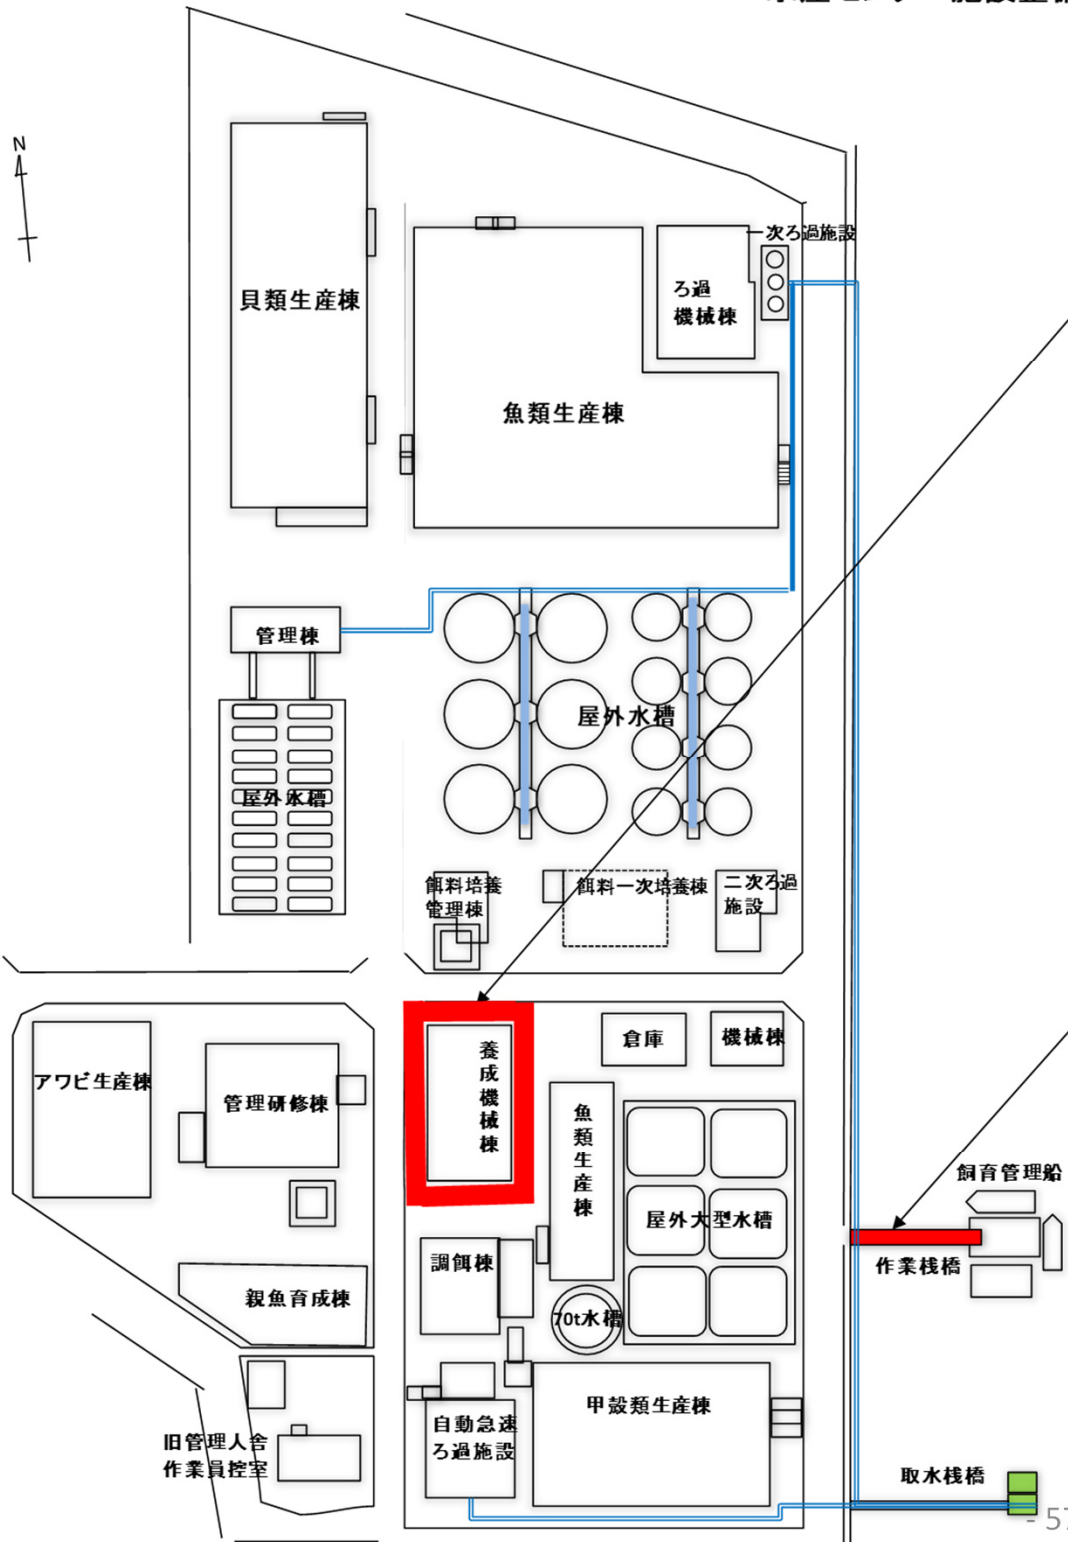 N
一次ろ過施設
ろ過
機械棟
貝類生産棟
魚類生産棟
管理棟
屋外水槽
屋外水槽
餌料培養
管理棟
餌料一次培養棟
二次ろ過
施設
養成機械棟
倉庫
機械棟
アワビ生産棟
管理研修棟
魚類生産棟
屋外大型水槽
飼育管理船
作業桟橋
調餌棟
親魚育成棟
70t水槽
甲殻類生産棟
自動急速
ろ過施設
旧管理人舎
作業員控室
取水桟橋
- 57